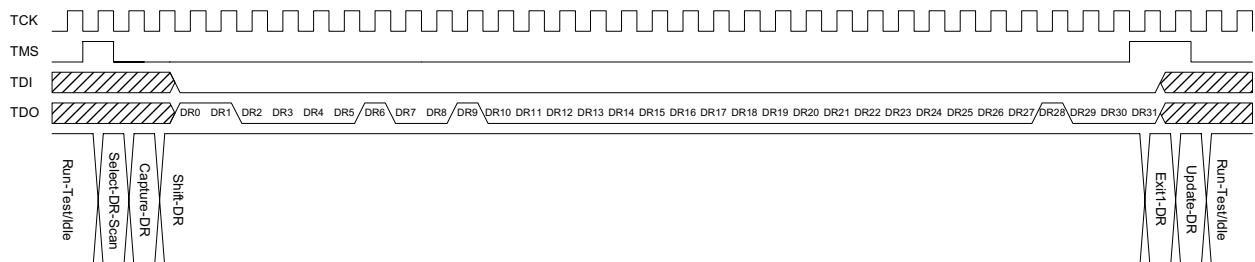 TCK
TMS
TDI
TDO DR0 DR1 DR2 DR3 DR4 DR5 DR6 DR7 DR8 DR9 DR10 DR11 DR12 DR13 DR14 DR15 DR16 DR17 DR18 DR19 DR20 DR21 DR22 DR23 DR24 DR25 DR26 DR27 DR28 DR29 DR30 DR31
Run-Test/Idle
Select-DR-Scan
Capture-DR
Shift-DR
Exit1-DR
Update-DR
Run-Test/Idle